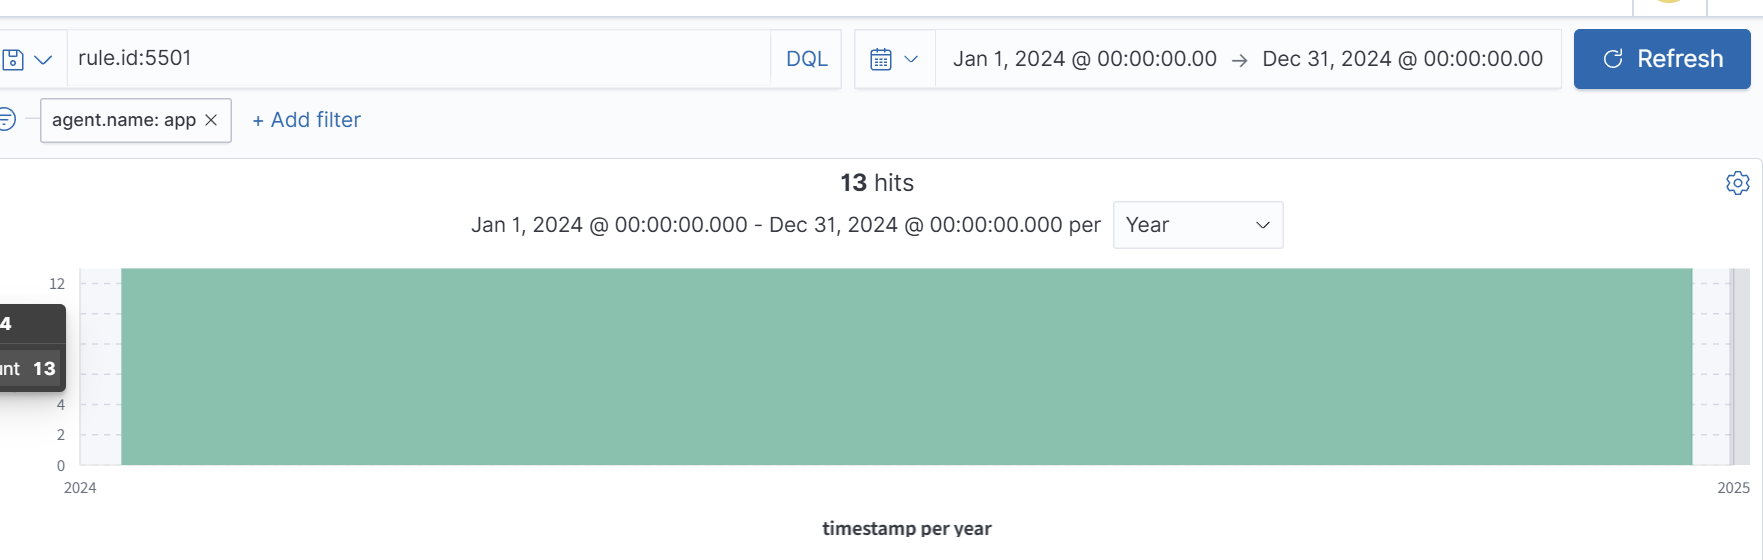 rule.id:5501 DQL Jan 1, 2024 @ 00:00:00.00 → Dec 31, 2024 @ 00:00:00.00 Refresh
agent.name: app × + Add filter
13 hits
Jan 1, 2024 @ 00:00:00.000 - Dec 31, 2024 @ 00:00:00.000 per Year
12
4
nt 13
4
2
0
2024 2025
timestamp per year